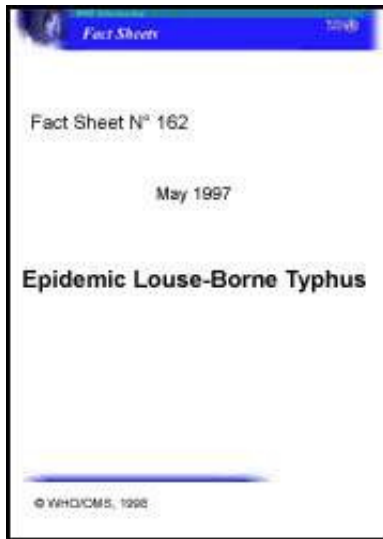 Fact Sheets
Fact Sheet N° 162
May 1997
Epidemic Louse-Borne Typhus
© WHO/OMS, 1998